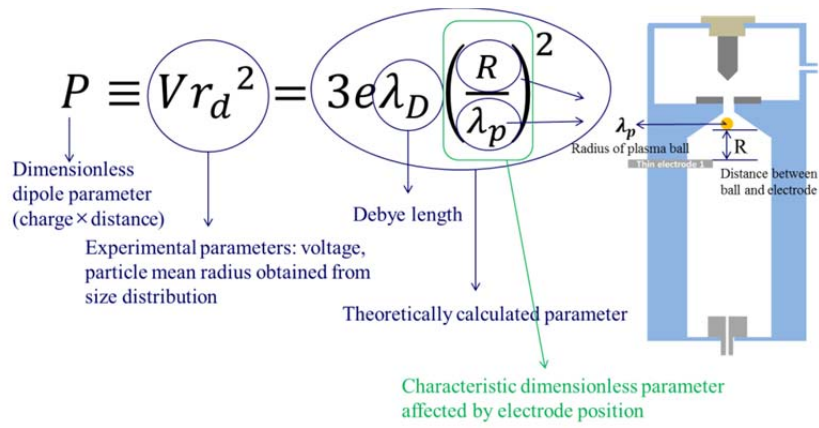 P ≡ Vr_d² = 3eλ_D (R/λ_p)²
Dimensionless
dipole parameter
(charge × distance)
Experimental parameters: voltage,
particle mean radius obtained from
size distribution
Debye length
Theoretically calculated parameter
Characteristic dimensionless parameter
affected by electrode position
λ_p
Radius of plasma ball
R
Thin electrode 1
Distance between
ball and electrode